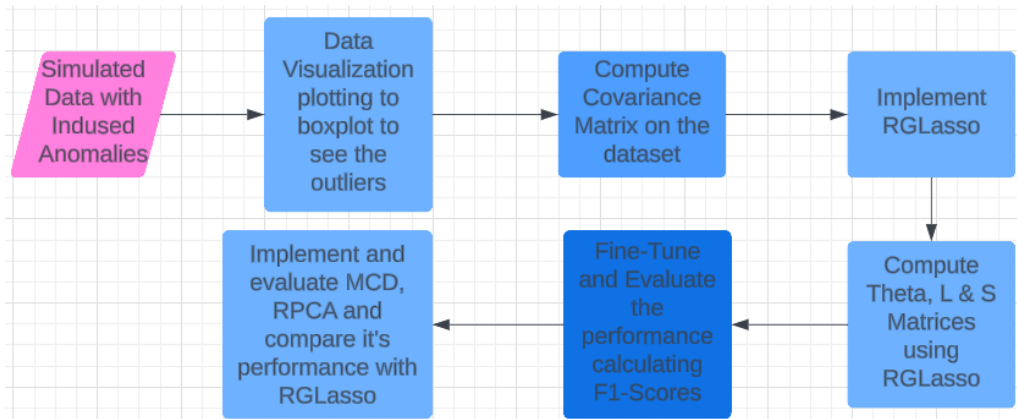 Simulated
Data with
Indused
Anomalies
Data
Visualization
plotting to
boxplot to
see the
outliers
Compute
Covariance
Matrix on the
dataset
Implement
RGLasso
Compute
Theta, L & S
Matrices
using
RGLasso
Fine-Tune
and Evaluate
the
performance
calculating
F1-Scores
Implement and
evaluate MCD,
RPCA and
compare it's
performance with
RGLasso